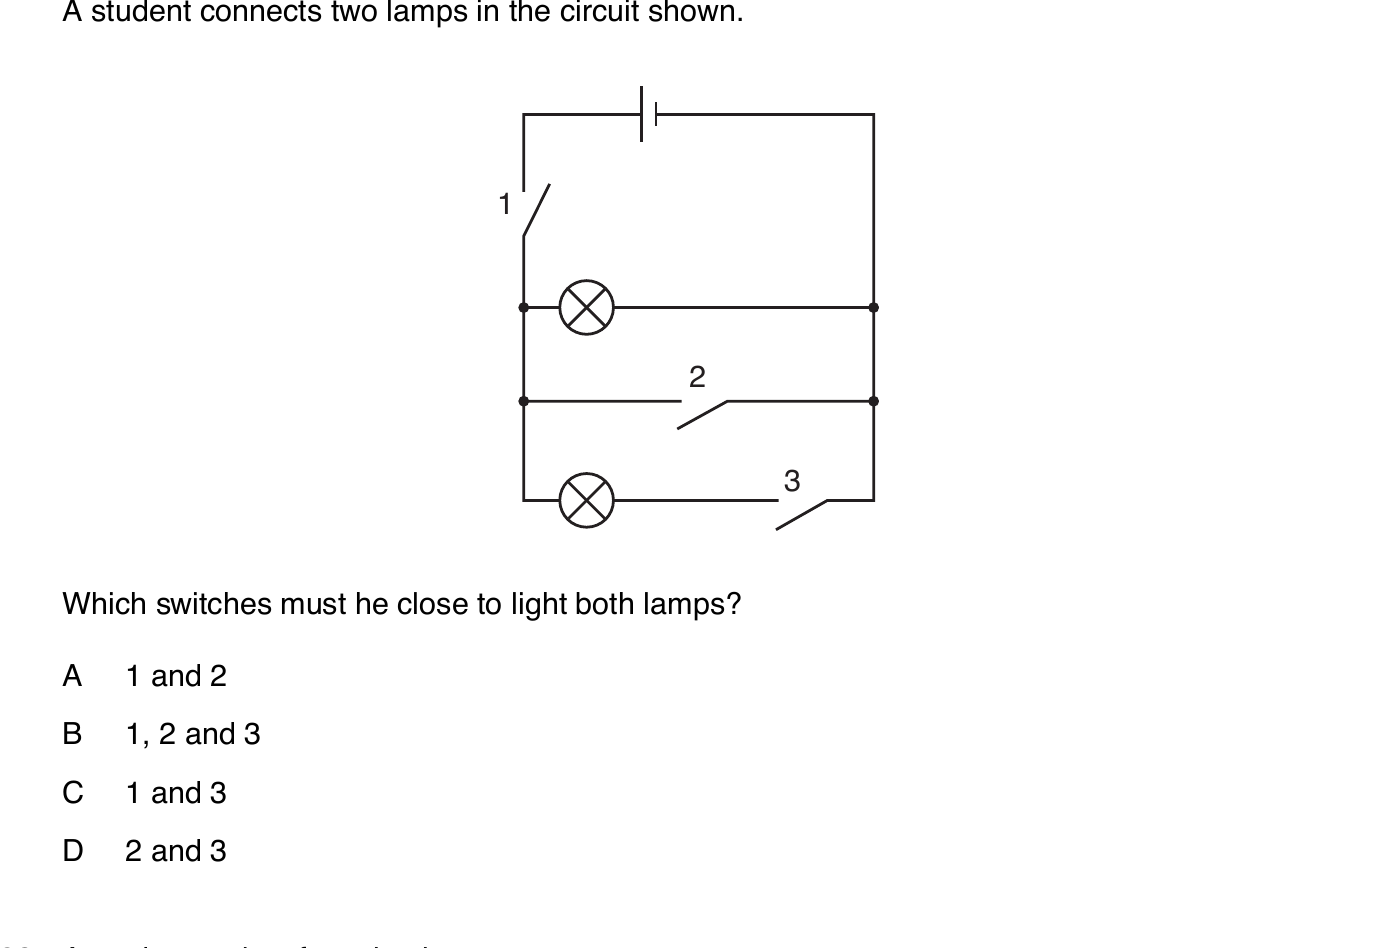 A student connects two lamps in the circuit shown.
1
2
3
Which switches must he close to light both lamps?
A 1 and 2
B 1, 2 and 3
C 1 and 3
D 2 and 3